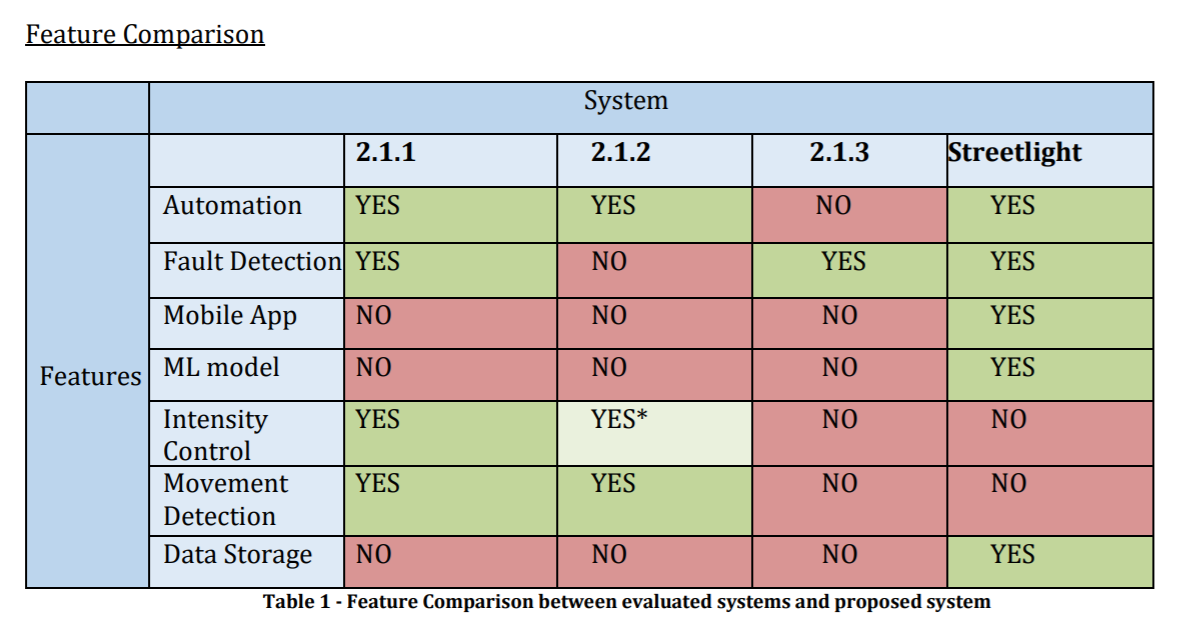 Feature Comparison
System
2.1.1 2.1.2 2.1.3 Streetlight
Automation YES YES NO YES
Fault Detection YES NO YES YES
Mobile App NO NO NO YES
Features ML model NO NO NO YES
Intensity YES YES* NO NO
Control
Movement YES YES NO NO
Detection
Data Storage NO NO NO YES
Table 1 - Feature Comparison between evaluated systems and proposed system